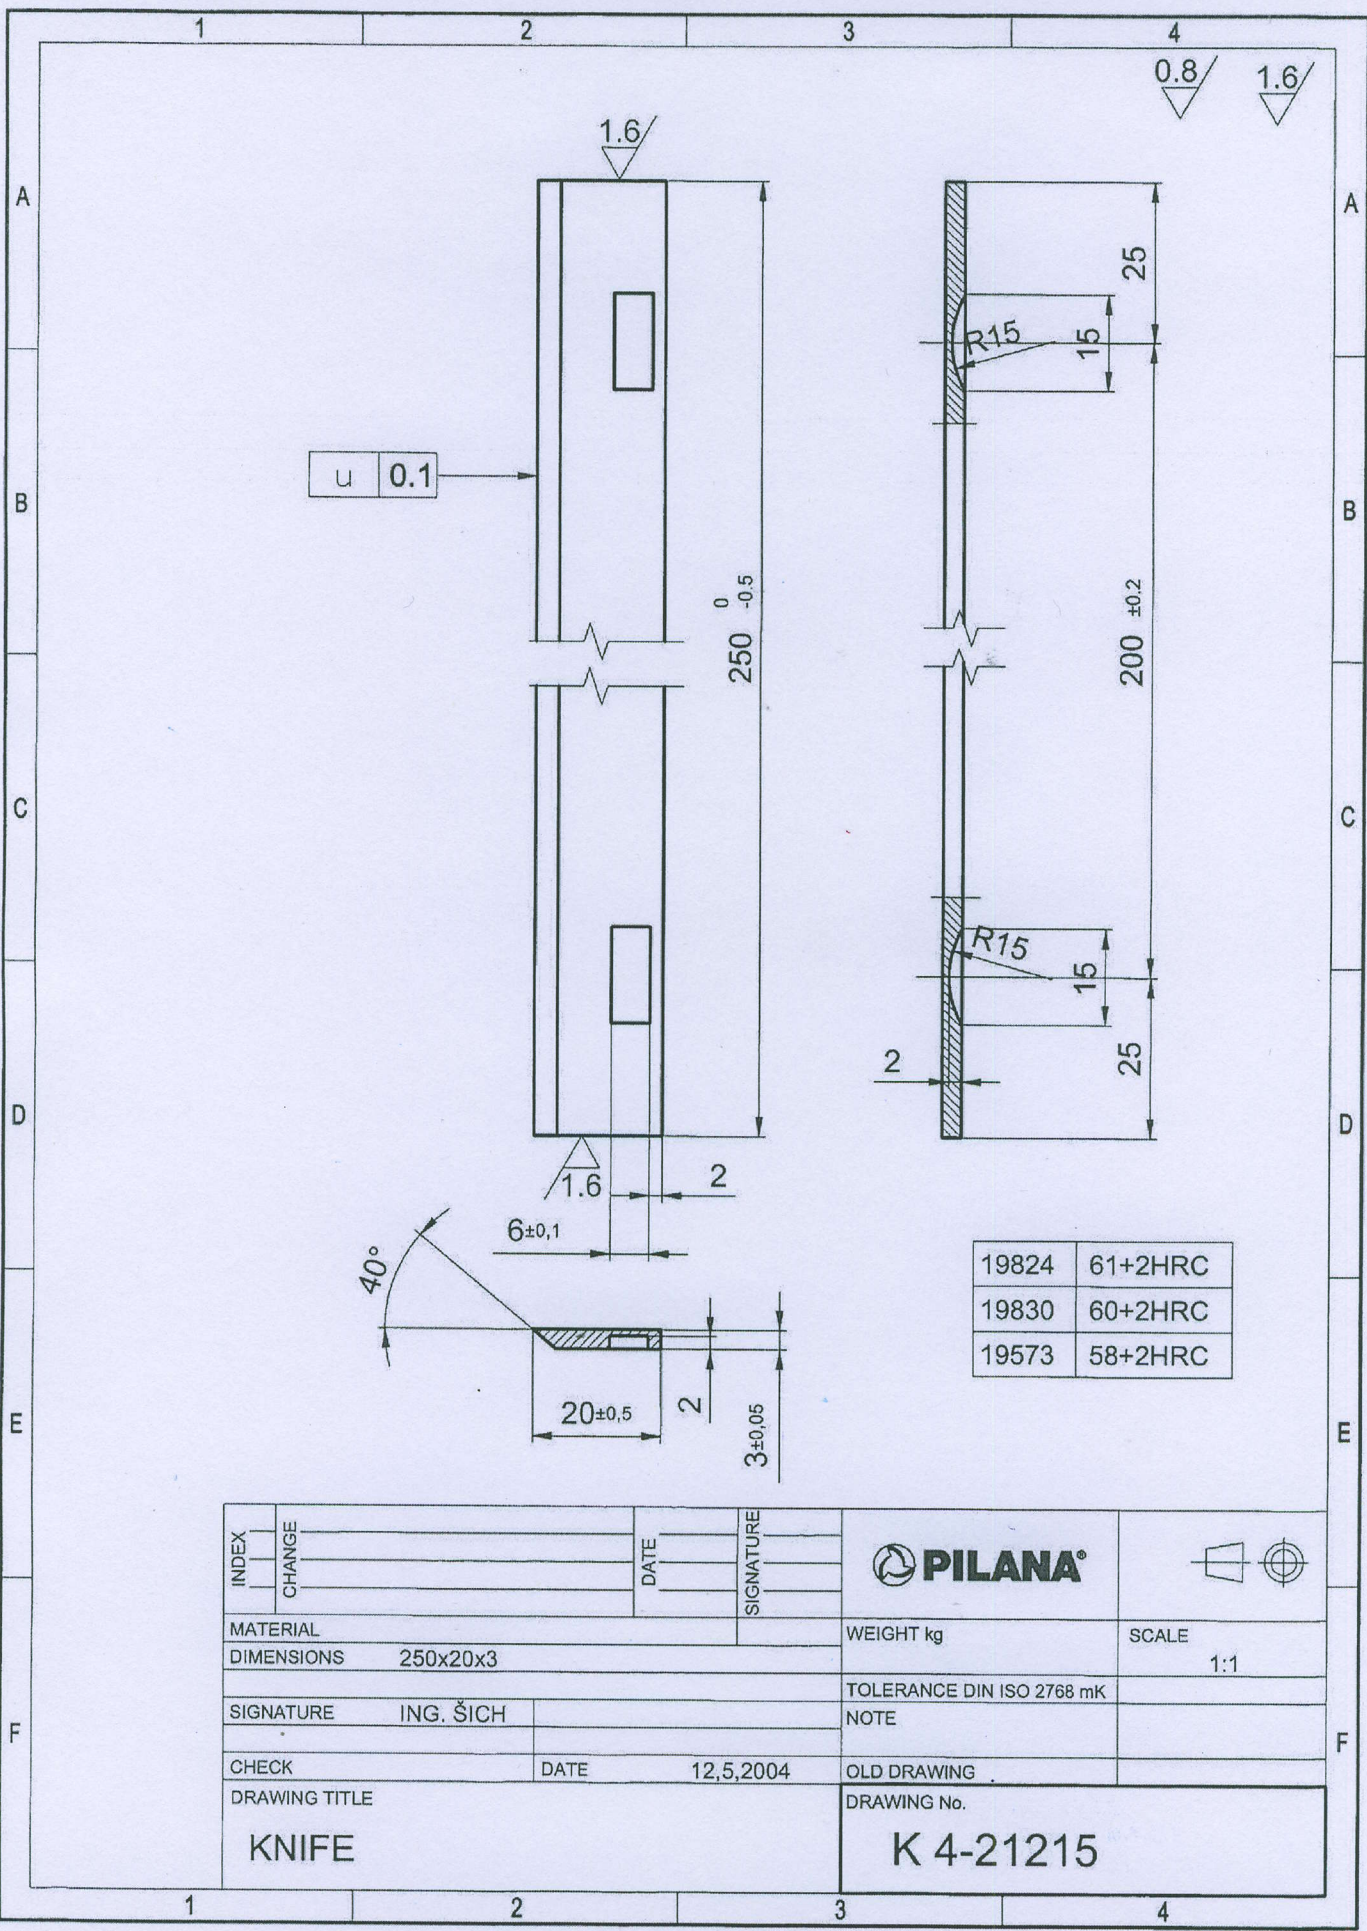 1 2 3 4
0.8 1.6
1.6
A A
25
R15 15
u 0.1
B B
250 0 -0.5
200 ±0.2
C C
R15 15
2
25
D D
1.6
2
6±0,1
40°
19824 61+2HRC
19830 60+2HRC
19573 58+2HRC
20±0,5
2
3±0,05
E E
INDEX CHANGE DATE SIGNATURE
PILANA®
MATERIAL
WEIGHT kg SCALE
DIMENSIONS 250x20x3
1:1
TOLERANCE DIN ISO 2768 mK
SIGNATURE ING. ŠICH
NOTE
F F
CHECK DATE 12,5,2004
OLD DRAWING
DRAWING TITLE
DRAWING No.
KNIFE
K 4-21215
1 2 3 4